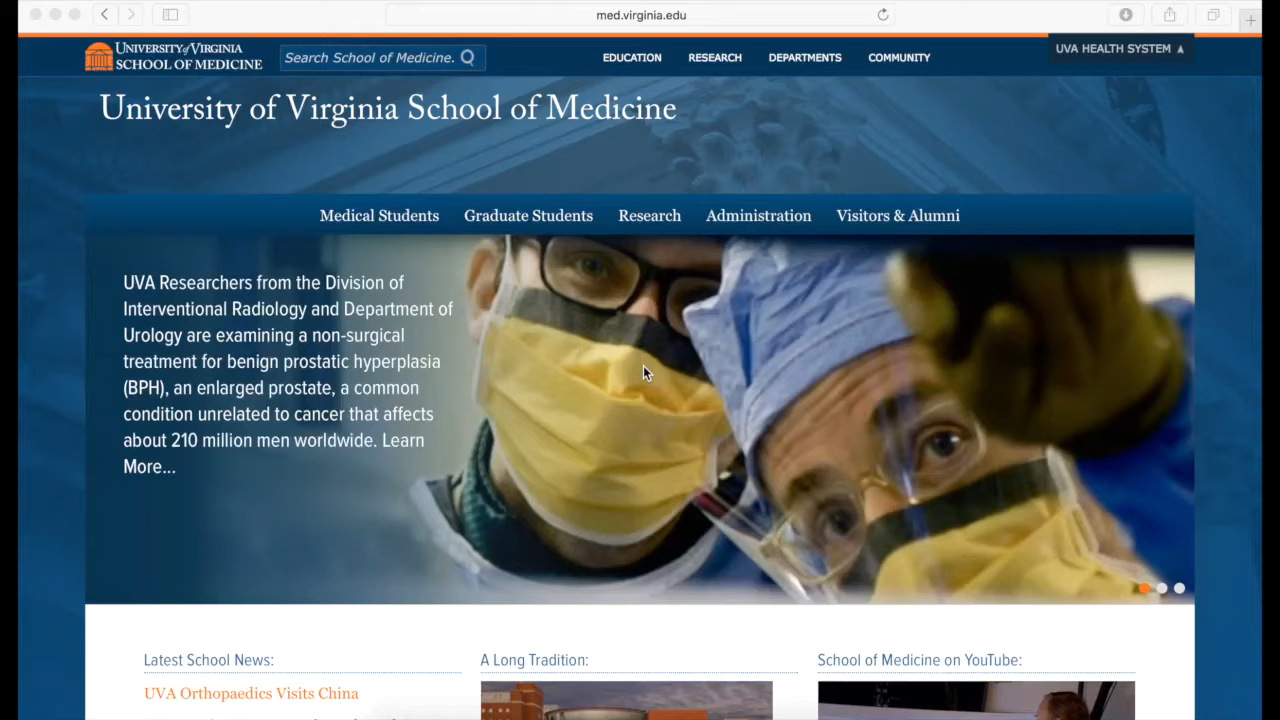 med.virginia.edu
UNIVERSITY of VIRGINIA
SCHOOL OF MEDICINE
Search School of Medicine.
EDUCATION RESEARCH DEPARTMENTS COMMUNITY
UVA HEALTH SYSTEM ▲
University of Virginia School of Medicine
Medical Students Graduate Students Research Administration Visitors & Alumni
UVA Researchers from the Division of
Interventional Radiology and Department of
Urology are examining a non-surgical
treatment for benign prostatic hyperplasia
(BPH), an enlarged prostate, a common
condition unrelated to cancer that affects
about 210 million men worldwide. Learn
More...
Latest School News:
UVA Orthopaedics Visits China
A Long Tradition:
School of Medicine on YouTube: